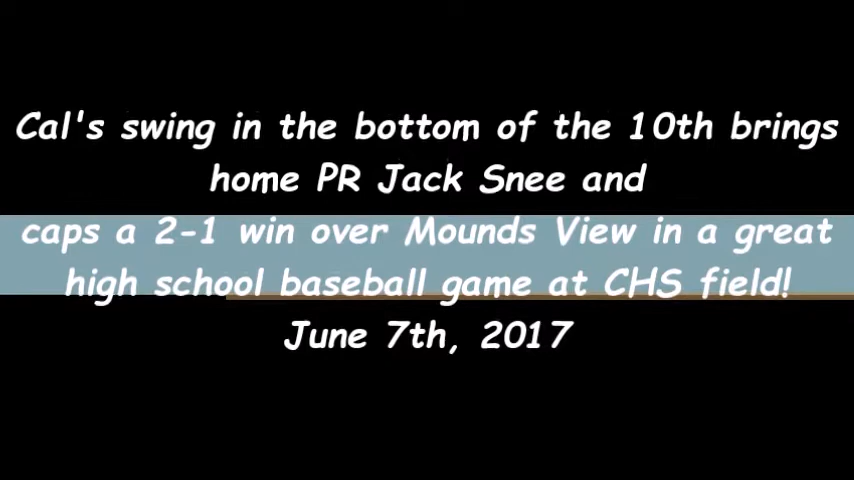 Cal's swing in the bottom of the 10th brings
home PR Jack Snee and
caps a 2-1 win over Mounds View in a great
high school baseball game at CHS field!
June 7th, 2017